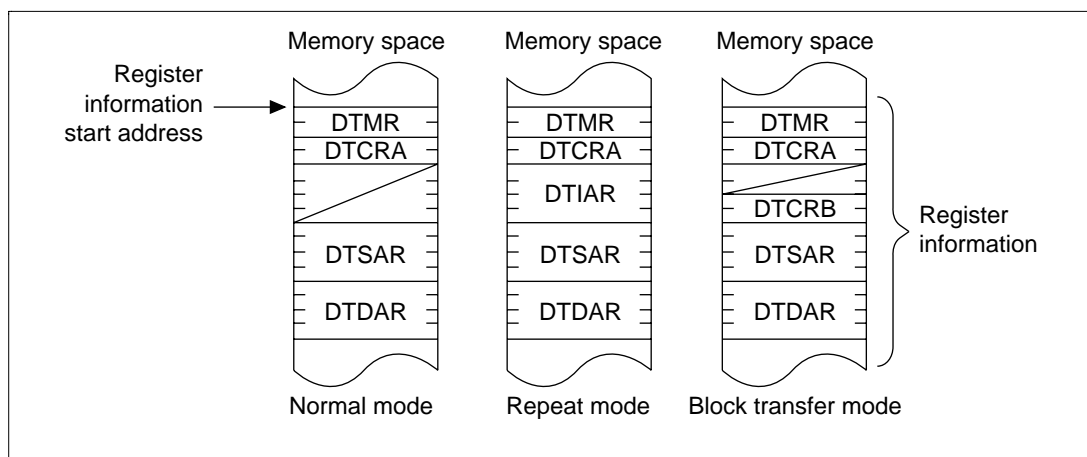 Memory space
Memory space
Memory space
Register
information
start address
DTMR
DTMR
DTMR
DTCRA
DTCRA
DTCRA
DTIAR
DTCRB
DTSAR
DTSAR
DTSAR
DTDAR
DTDAR
DTDAR
Register
information
Normal mode
Repeat mode
Block transfer mode